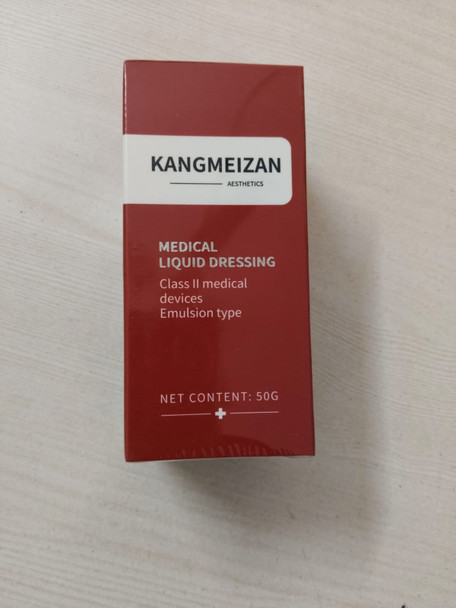 KANGMEIZAN
AESTHETICS
MEDICAL
LIQUID DRESSING
Class II medical
devices
Emulsion type
NET CONTENT: 50G